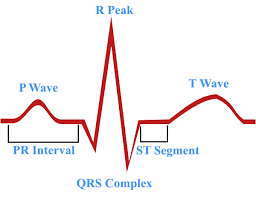 R Peak
P Wave
T Wave
PR Interval
ST Segment
QRS Complex